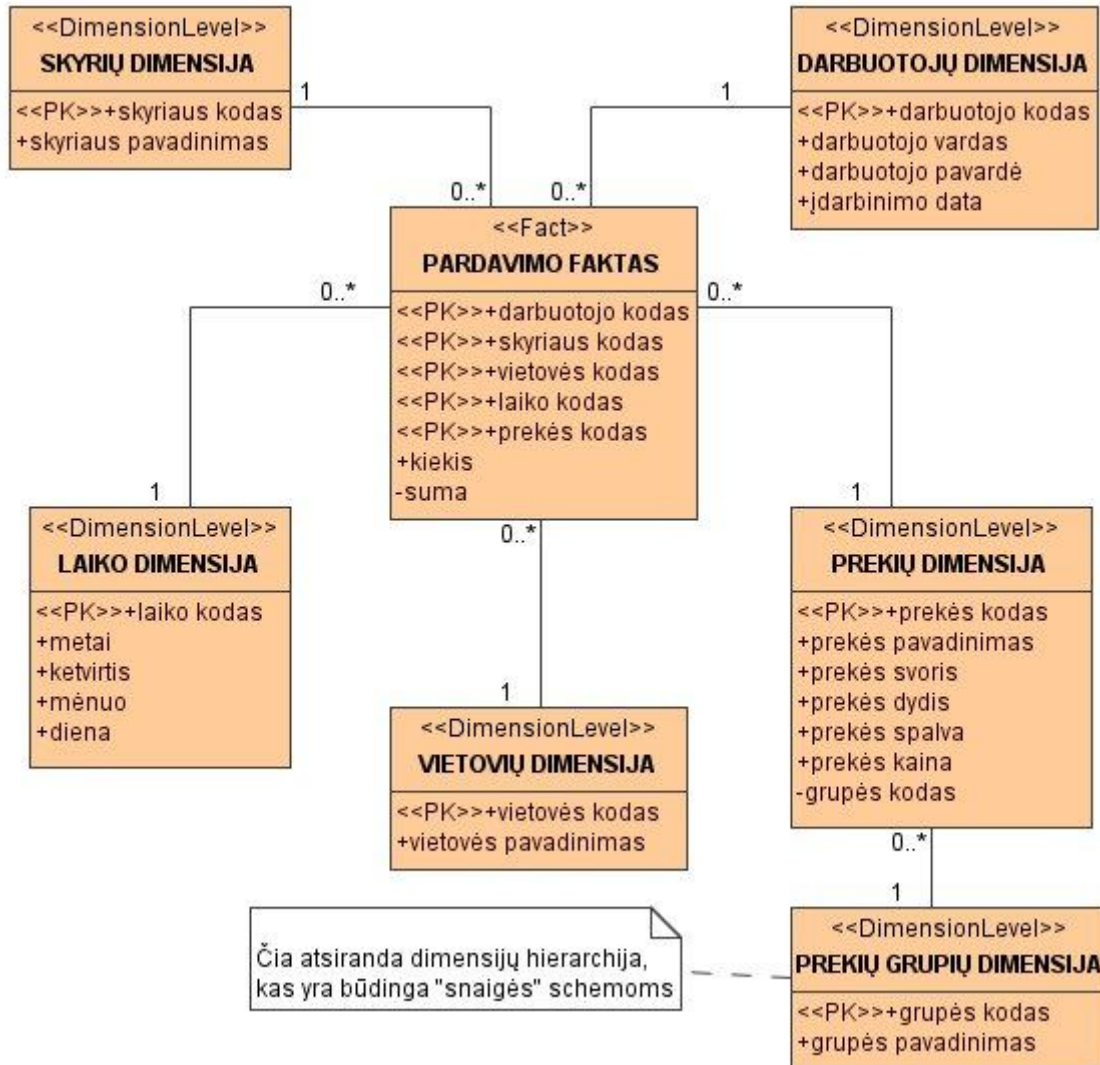 <<DimensionLevel>>
SKYRIŲ DIMENSIJA
<<PK>>+skyriaus kodas
+skyriaus pavadinimas
1
0..*
<<DimensionLevel>>
DARBUOTOJŲ DIMENSIJA
<<PK>>+darbuotojo kodas
+darbuotojo vardas
+darbuotojo pavardė
+įdarbinimo data
1
0..*
<<Fact>>
PARDAVIMO FAKTAS
<<PK>>+darbuotojo kodas
<<PK>>+skyriaus kodas
<<PK>>+vietovės kodas
<<PK>>+laiko kodas
<<PK>>+prekės kodas
+kiekis
-suma
0..*
1
<<DimensionLevel>>
LAIKO DIMENSIJA
<<PK>>+laiko kodas
+metai
+ketvirtis
+mėnuo
+diena
0..*
1
<<DimensionLevel>>
VIETOVIŲ DIMENSIJA
<<PK>>+vietovės kodas
+vietovės pavadinimas
0..*
1
<<DimensionLevel>>
PREKIŲ DIMENSIJA
<<PK>>+prekės kodas
+prekės pavadinimas
+prekės svoris
+prekės dydis
+prekės spalva
+prekės kaina
-grupės kodas
0..*
1
<<DimensionLevel>>
PREKIŲ GRUPIŲ DIMENSIJA
<<PK>>+grupės kodas
+grupės pavadinimas
Čia atsiranda dimensijų hierarchija,
kas yra būdinga "snaigės" schemoms